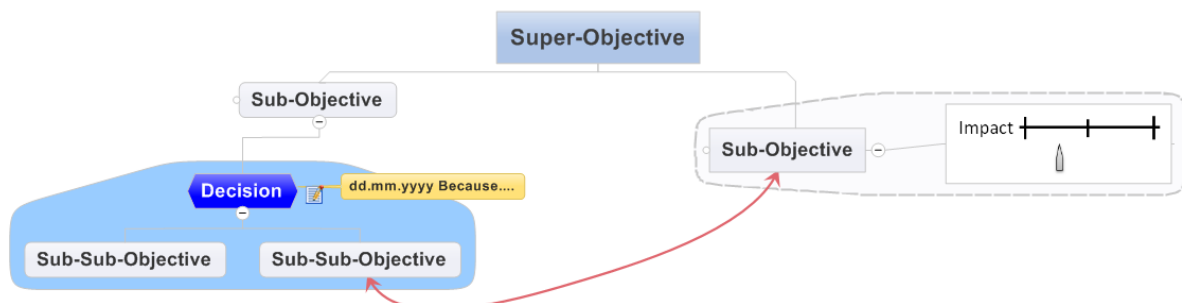 Super-Objective
Sub-Objective
Sub-Objective
Impact
Decision
dd.mm.yyyy Because....
Sub-Sub-Objective
Sub-Sub-Objective